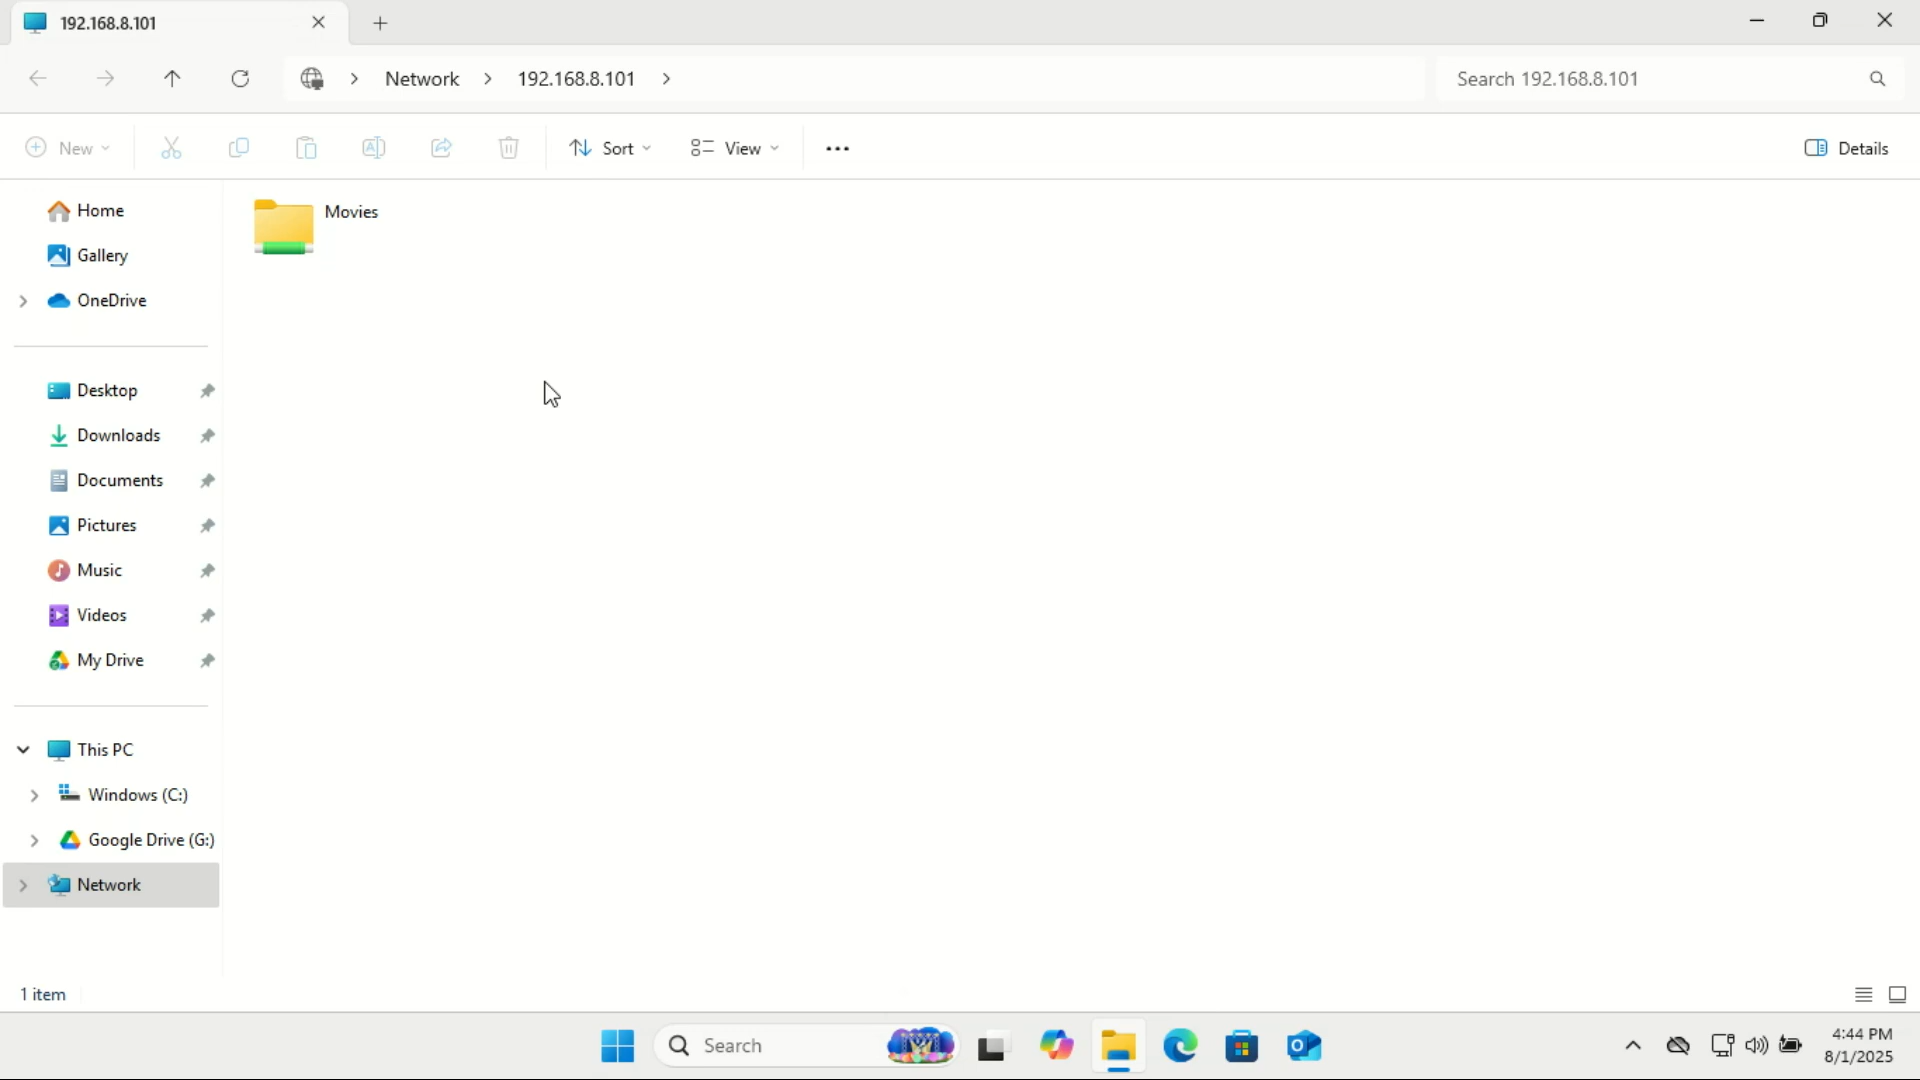 192.168.8.101
Network
192.168.8.101
Search 192.168.8.101
New
Sort
View
Details
Home
Gallery
OneDrive
Desktop
Downloads
Documents
Pictures
Music
Videos
My Drive
This PC
Windows (C:)
Google Drive (G:)
Network
Movies
1 item
Search
4:44 PM
8/1/2025